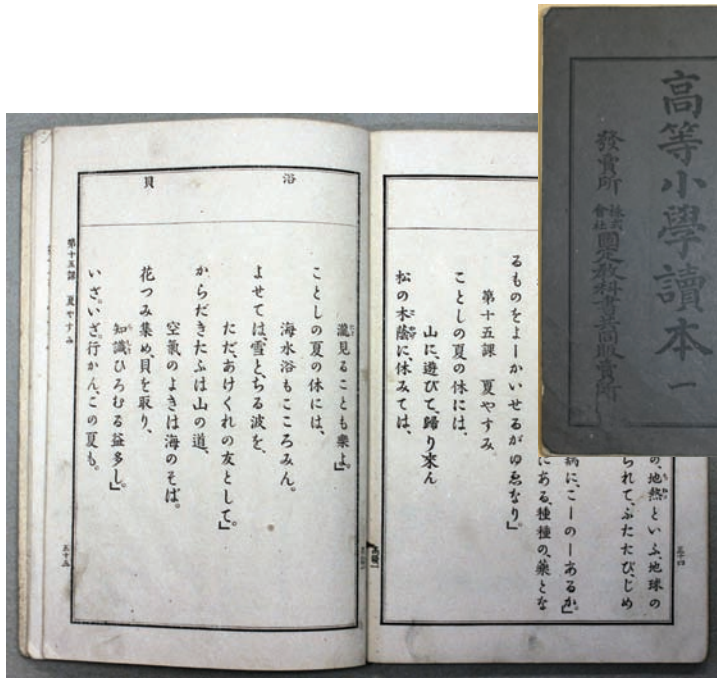 高等小學讀本 一
發賣所 株式會社 國定教科書共同販賣所
の、地熱といふ、地球の
られて、ふたたび、じめ
病に、こーのーあるか。」
にある、種種の、藥とな
るものをよーかいせるがゆゑなり」
第十五課 夏やすみ
ことしの夏の休には、
山に、遊びて、歸り來ん
松の木蔭に、休みては、
五十四
浴
貝
瀧見ることも樂よ。」
ことしの夏の休には、
海水浴もこころみん。
よせては、雪とちる波を、
ただ、あけくれの友として」
からだきたふは山の道、
空氣のよきは海のそば。
花つみ集め、貝を取り、
知識ひろむる益多し」
いざ、いざ、行かん、この夏も。
第十五課 夏やすみ
五十五